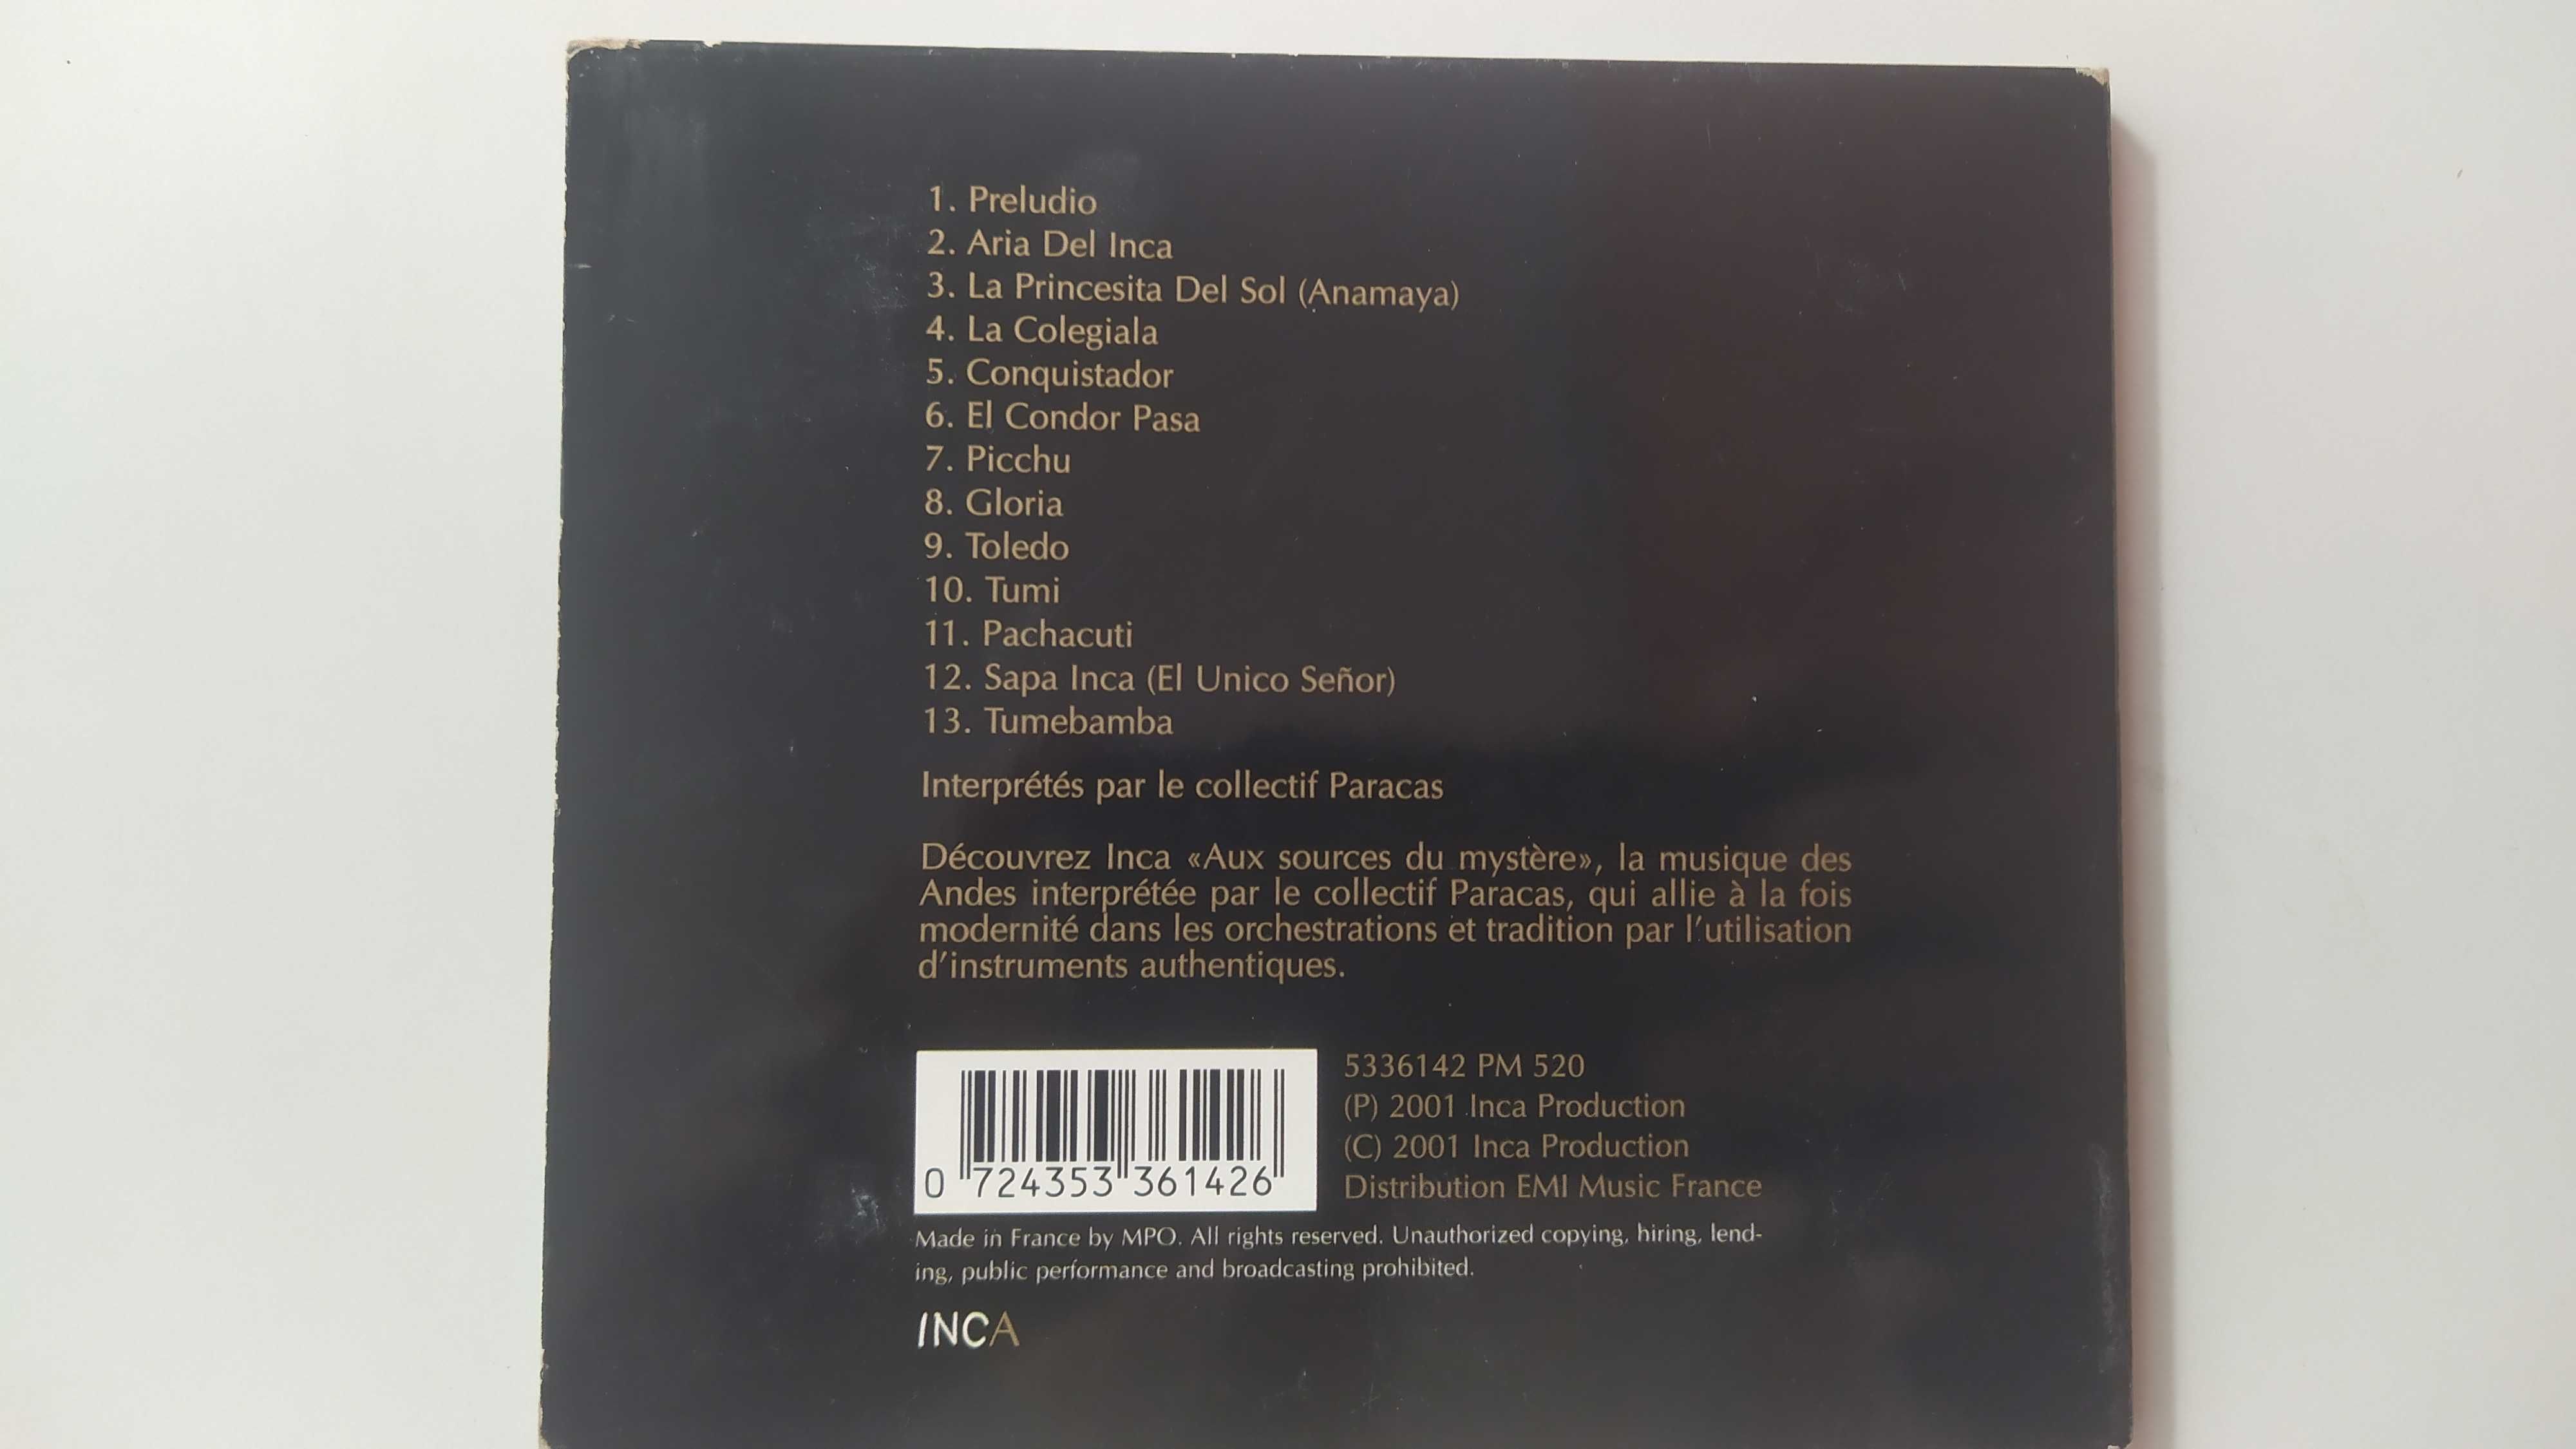 1. Preludio
2. Aria Del Inca
3. La Princesita Del Sol (Anamaya)
4. La Colegiala
5. Conquistador
6. El Condor Pasa
7. Picchu
8. Gloria
9. Toledo
10. Tumi
11. Pachacuti
12. Sapa Inca (El Unico Señor)
13. Tumebamba
Interprétés par le collectif Paracas
Découvrez Inca «Aux sources du mystère», la musique des
Andes interprétée par le collectif Paracas, qui allie à la fois
modernité dans les orchestrations et tradition par l'utilisation
d'instruments authentiques.
5336142 PM 520
(P) 2001 Inca Production
(C) 2001 Inca Production
Distribution EMI Music France
0 724353 361426
Made in France by MPO. All rights reserved. Unauthorized copying, hiring, lend-
ing, public performance and broadcasting prohibited.
INCA